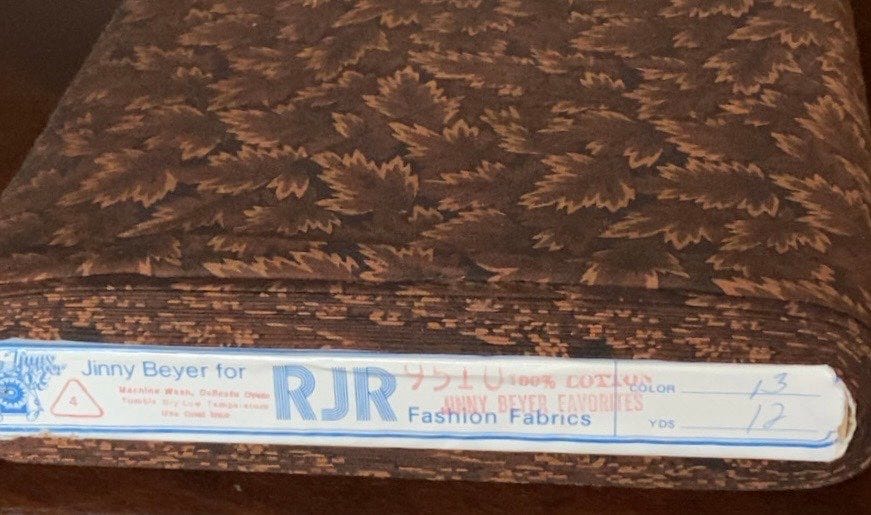 Jinny Beyer for
4
Machine Wash, Delicate Cycle
Tumble Dry Low Temperature
Use Cool Iron
RJR
Fashion Fabrics
9510 100% COTTON
JINNY BEYER FAVORITES
COLOR 13
YDS 12